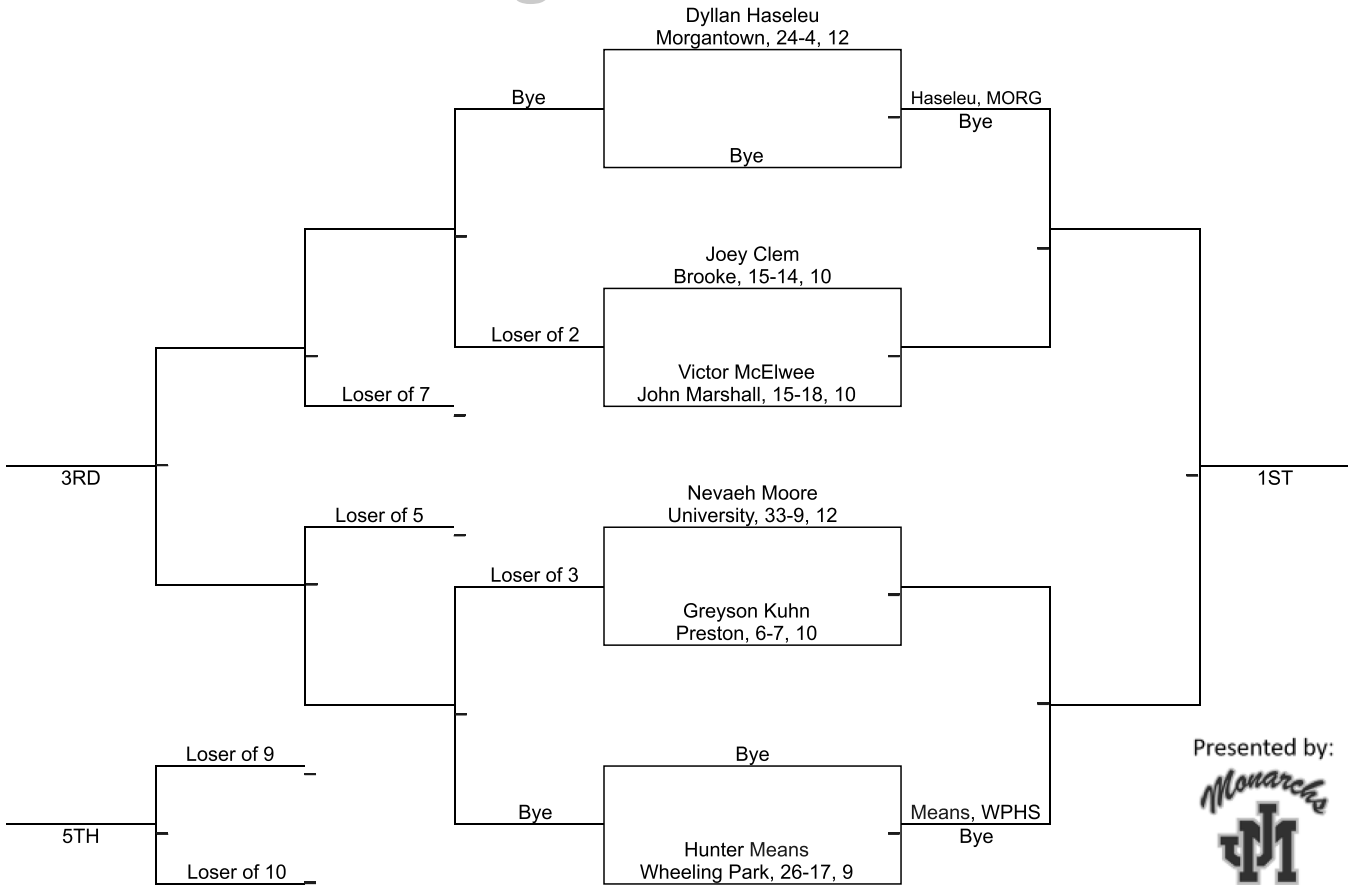 Dyllan Haseleu
Morgantown, 24-4, 12
Bye
Haseleu, MORG
Bye
Bye
Joey Clem
Brooke, 15-14, 10
Loser of 2
Victor McElwee
John Marshall, 15-18, 10
Loser of 7
3RD
1ST
Nevaeh Moore
University, 33-9, 12
Loser of 5
Loser of 3
Greyson Kuhn
Preston, 6-7, 10
Loser of 9
Bye
5TH
Bye
Means, WPHS
Bye
Hunter Means
Wheeling Park, 26-17, 9
Loser of 10
Presented by:
Monarchs
JM